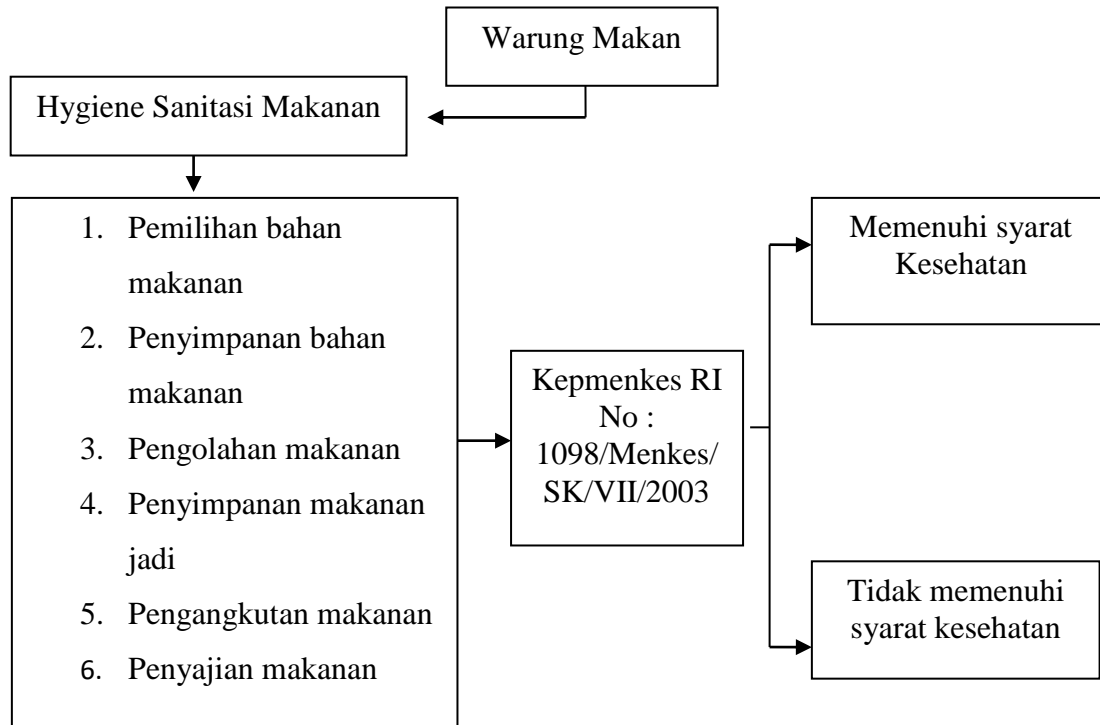 Warung Makan
Hygiene Sanitasi Makanan
1. Pemilihan bahan
makanan
2. Penyimpanan bahan
makanan
3. Pengolahan makanan
4. Penyimpanan makanan
jadi
5. Pengangkutan makanan
6. Penyajian makanan
Kepmenkes RI
No :
1098/Menkes/
SK/VII/2003
Memenuhi syarat
Kesehatan
Tidak memenuhi
syarat kesehatan